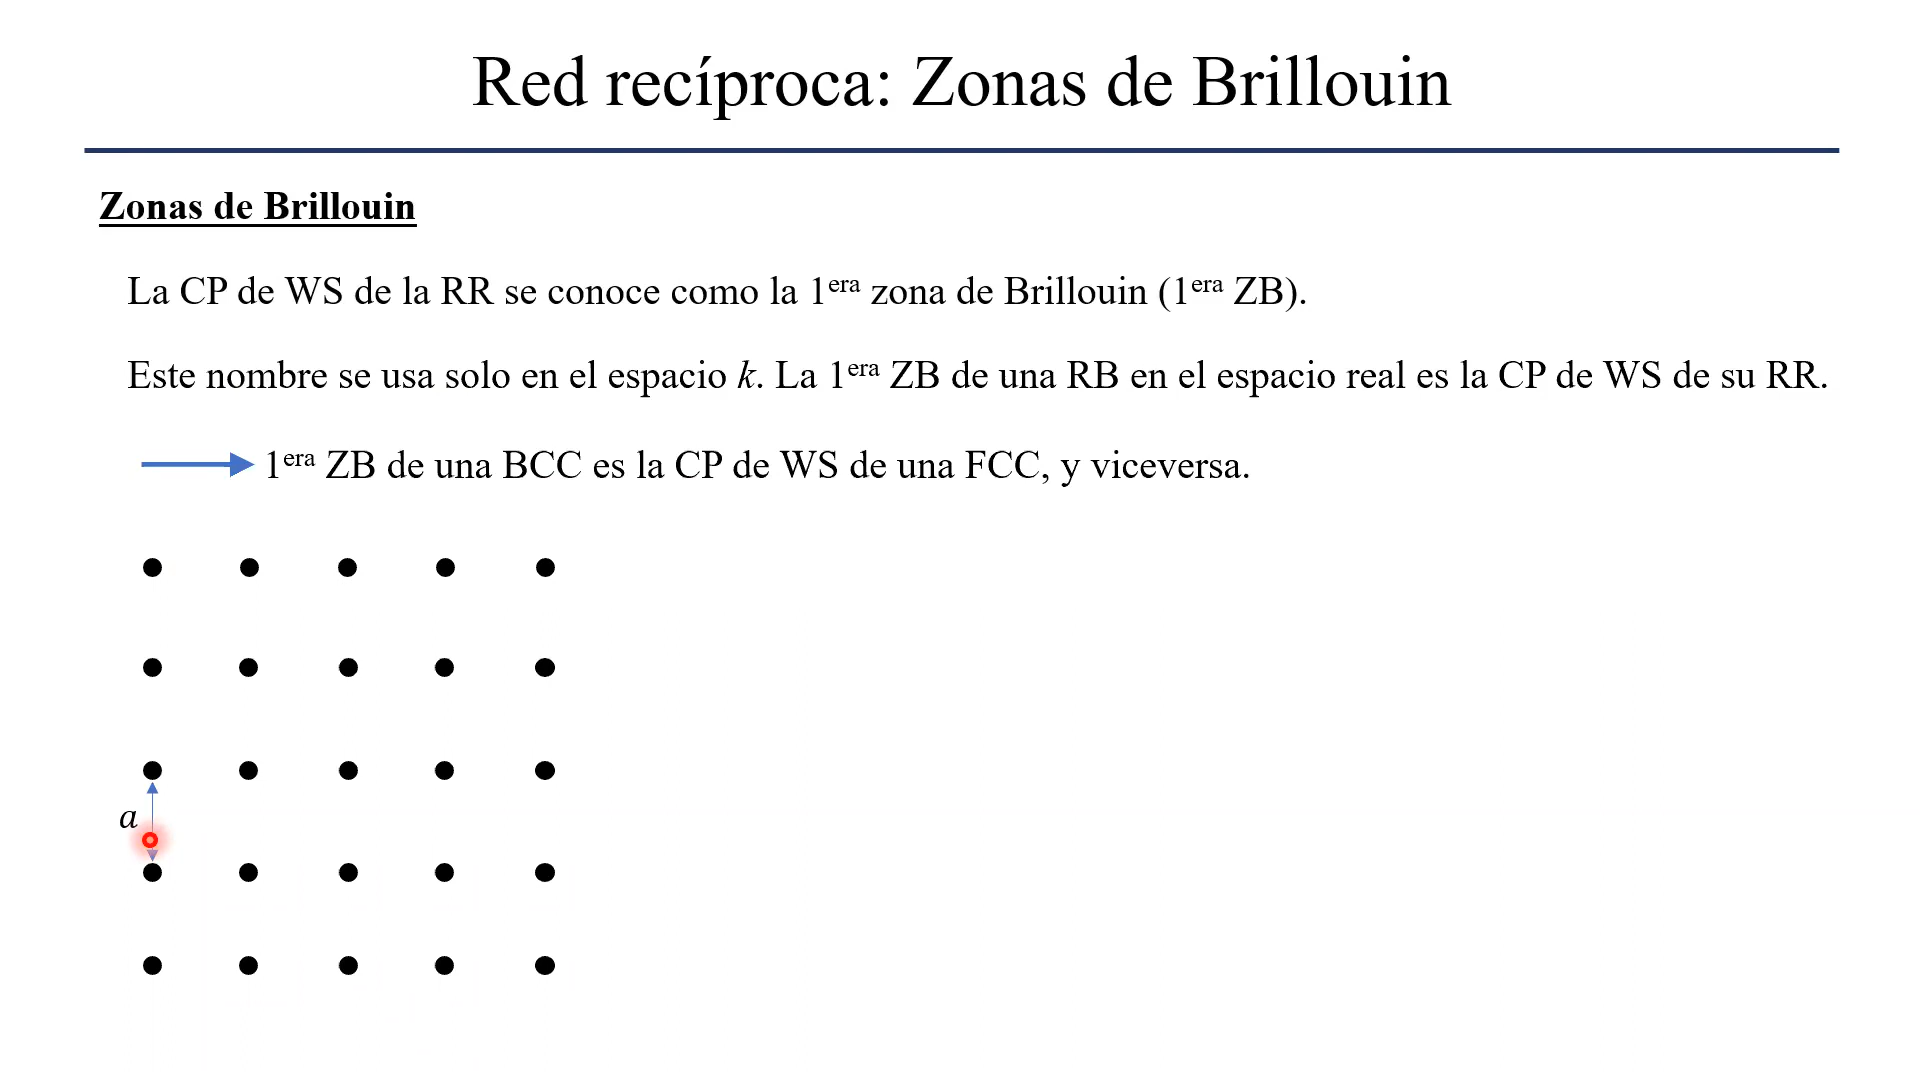 Red recíproca: Zonas de Brillouin
Zonas de Brillouin
La CP de WS de la RR se conoce como la 1era zona de Brillouin (1era ZB).
Este nombre se usa solo en el espacio k. La 1era ZB de una RB en el espacio real es la CP de WS de su RR.
1era ZB de una BCC es la CP de WS de una FCC, y viceversa.
a